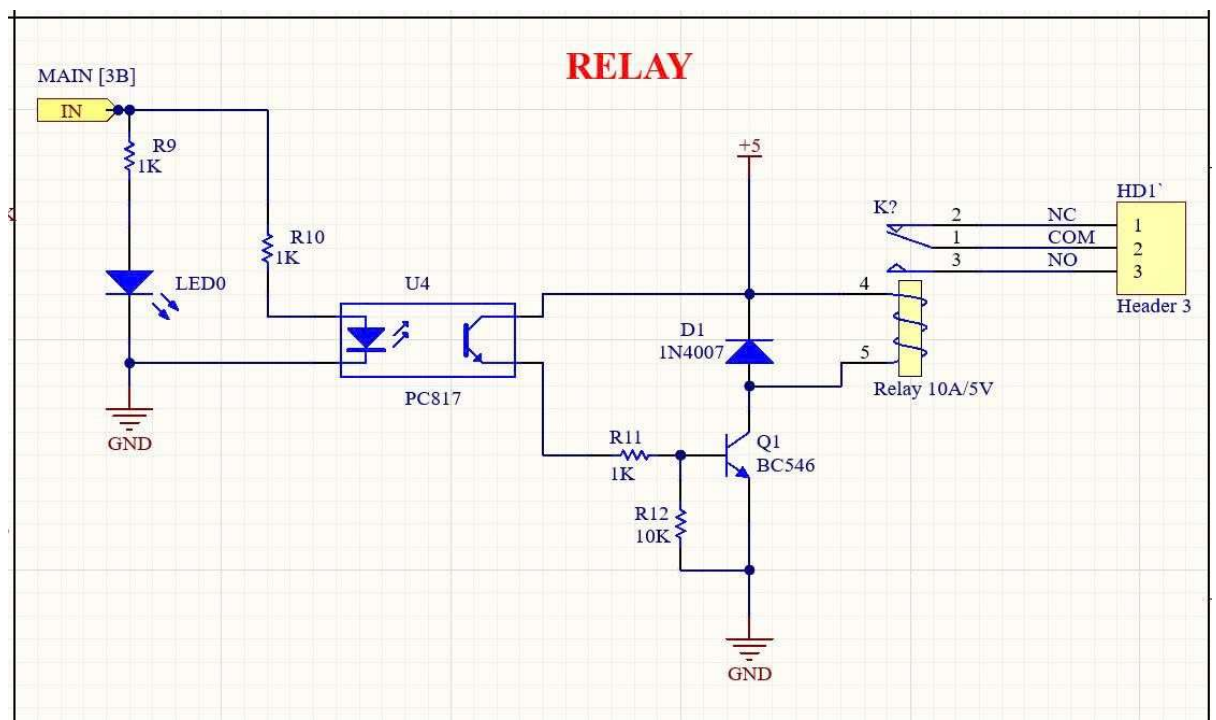 RELAY
MAIN [3B]
IN
R9
1K
R10
1K
LED0
GND
U4
PC817
+5
D1
1N4007
K?
2
1
3
NC
COM
NO
HD1`
1
2
3
Header 3
4
5
Relay 10A/5V
R11
1K
Q1
BC546
R12
10K
GND